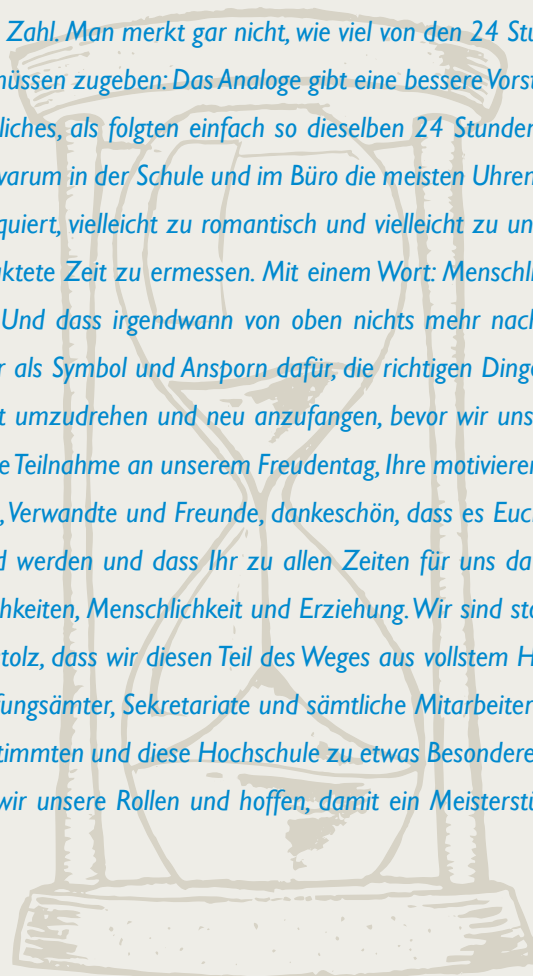 Zahl. Man merkt gar nicht, wie viel von den 24 Stu
nüssen zugeben: Das Analoge gibt eine bessere Vorst
liches, als folgten einfach so dieselben 24 Stunden
varum in der Schule und im Büro die meisten Uhren
quiert, vielleicht zu romantisch und vielleicht zu un
ktete Zeit zu ermessen. Mit einem Wort: Menschl
Und dass irgendwann von oben nichts mehr nach
r als Symbol und Ansporn dafür, die richtigen Dinge
t umzudrehen und neu anzufangen, bevor wir uns
e Teilnahme an unserem Freudentag, Ihre motivieren
, Verwandte und Freunde, dankeschön, dass es Euch
d werden und dass Ihr zu allen Zeiten für uns da
hkeiten, Menschlichkeit und Erziehung. Wir sind sto
tolz, dass wir diesen Teil des Weges aus vollstem H
fungsämter, Sekretariate und sämtliche Mitarbeiter
timmten und diese Hochschule zu etwas Besondere
wir unsere Rollen und hoffen, damit ein Meisterstü